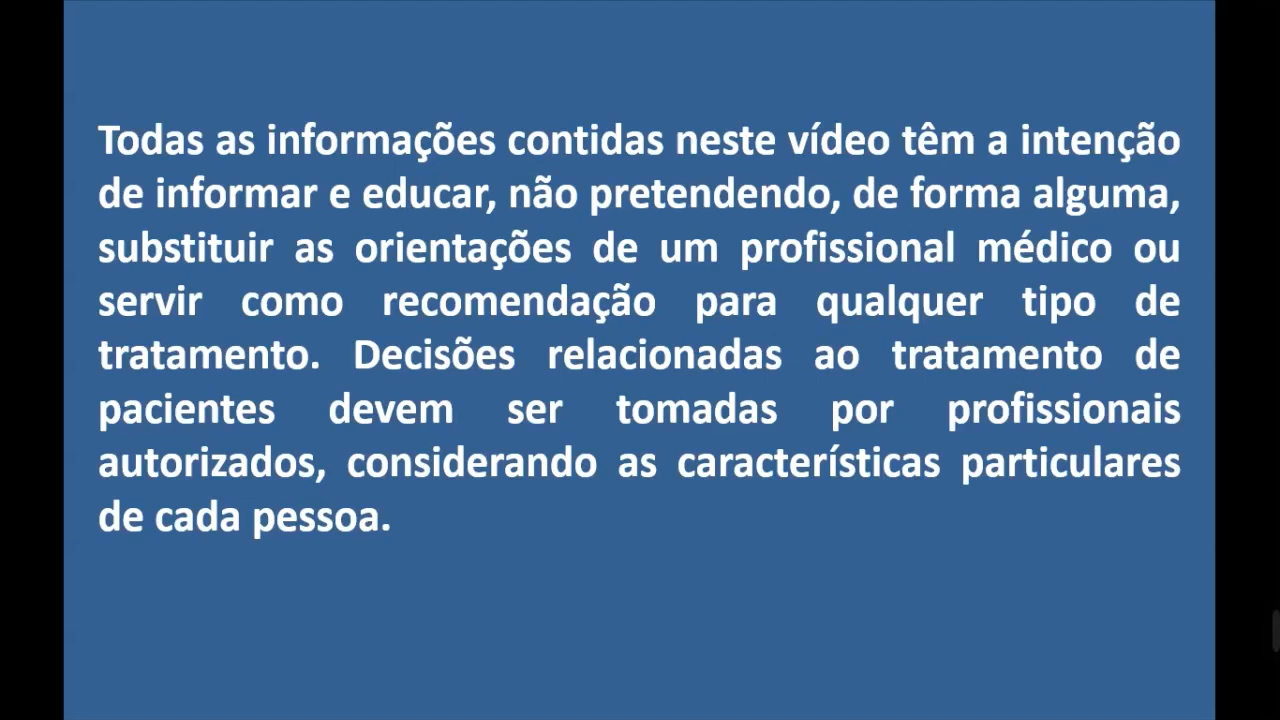 Todas as informações contidas neste vídeo têm a intenção
de informar e educar, não pretendendo, de forma alguma,
substituir as orientações de um profissional médico ou
servir como recomendação para qualquer tipo de
tratamento. Decisões relacionadas ao tratamento de
pacientes devem ser tomadas por profissionais
autorizados, considerando as características particulares
de cada pessoa.